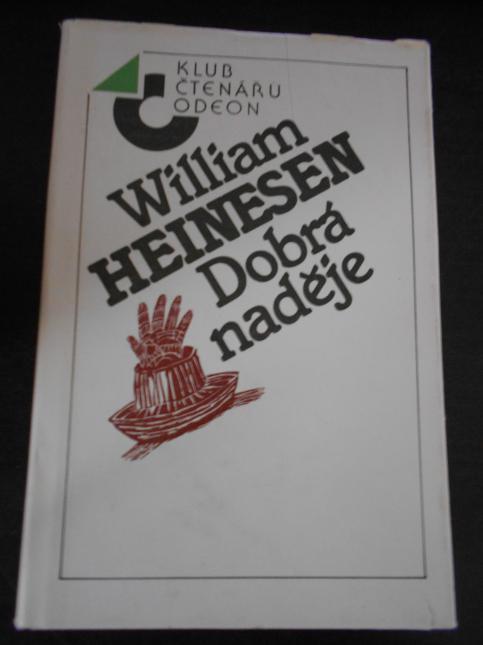 KLUB
ČTENÁŘŮ
ODEON
William
HEINESEN
Dobrá
naděje